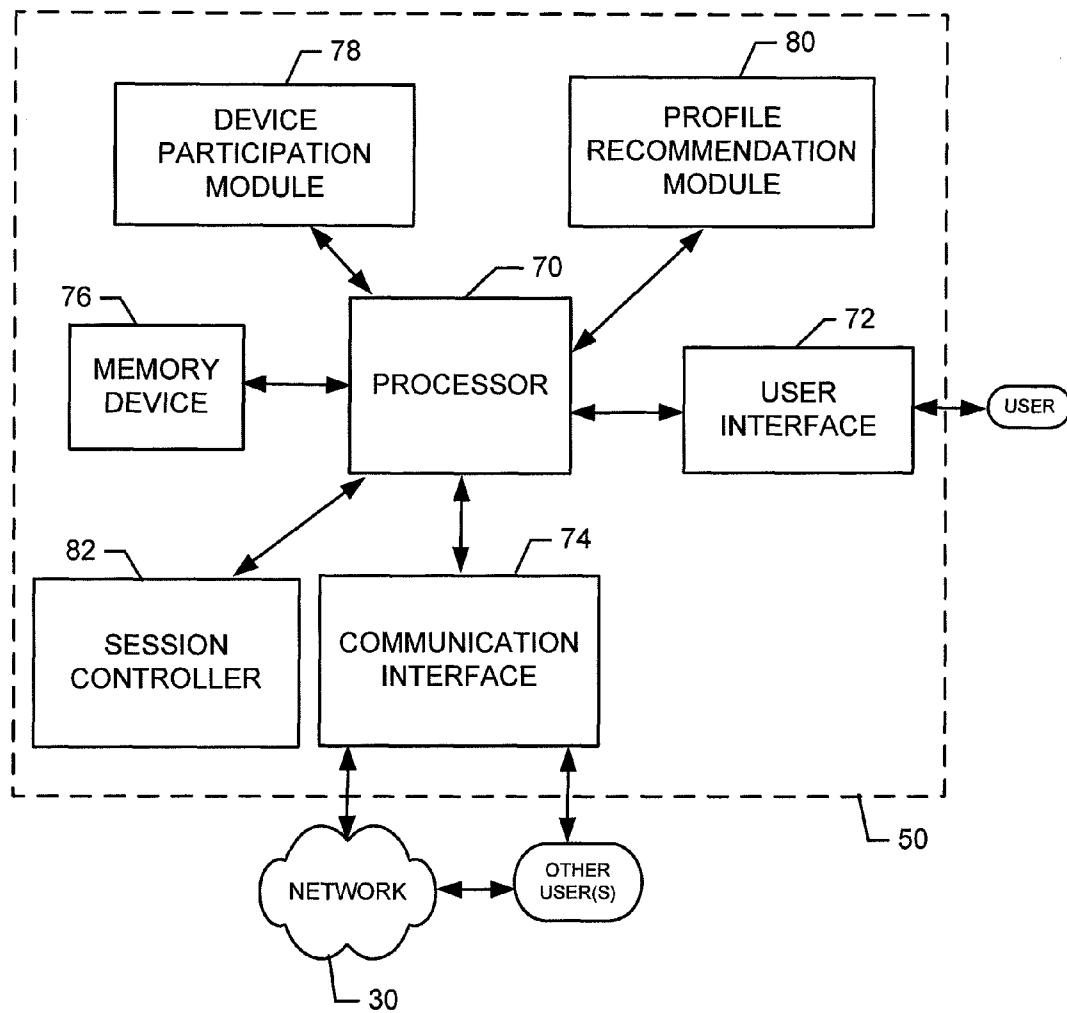 78
80
DEVICE
PARTICIPATION
MODULE
PROFILE
RECOMMENDATION
MODULE
76
70
72
MEMORY
DEVICE
PROCESSOR
USER
INTERFACE
USER
82
74
SESSION
CONTROLLER
COMMUNICATION
INTERFACE
50
NETWORK
OTHER
USER(S)
30